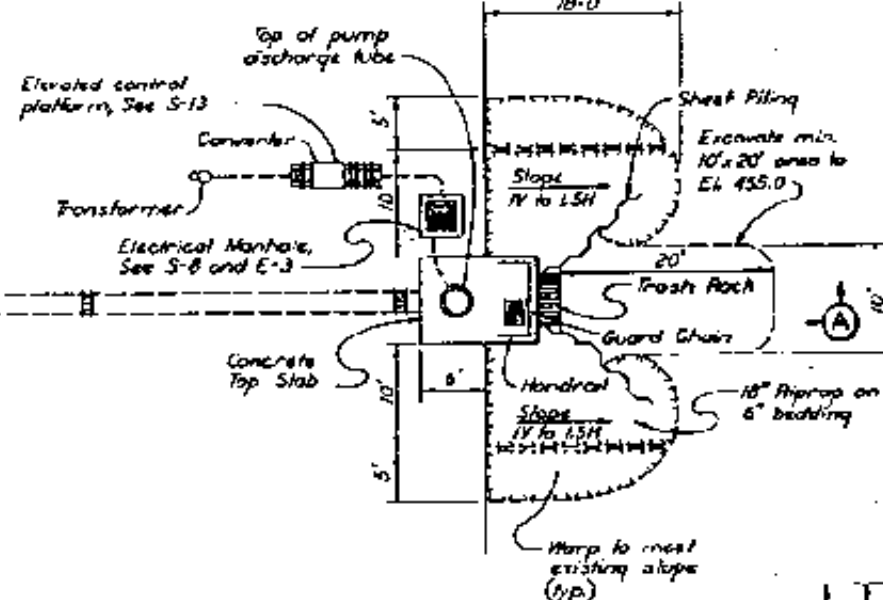 18'-0"
Top of pump
discharge tube
Elevated control
platform, See S-13
Sheet Piling
5'
Converter
Excavate min.
10'x20' area to
EL 455.0
Slope
1V to 1.5H
10'
Transformer
Electrical Manhole,
See S-8 and E-3
20'
Trash Rack
10'
A
Guard Chain
Concrete
Top Slab
6'
Handrail
18" Riprap on
6" bedding
10'
Slope
1V to 1.5H
5'
Warp to meet
existing slope
(typ.)